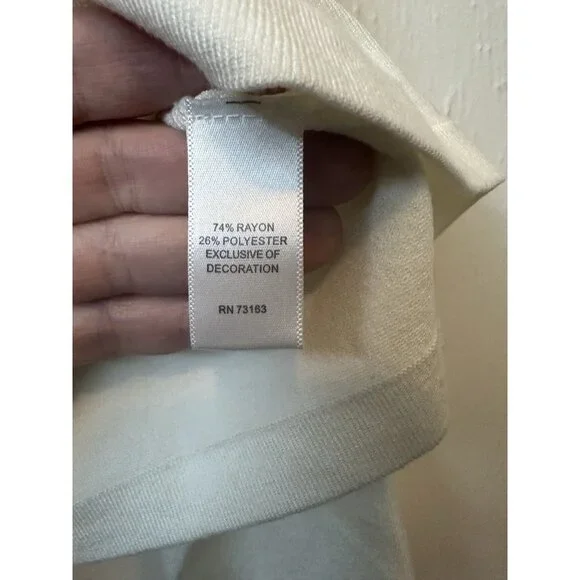 74% RAYON
26% POLYESTER
EXCLUSIVE OF
DECORATION
RN 73163